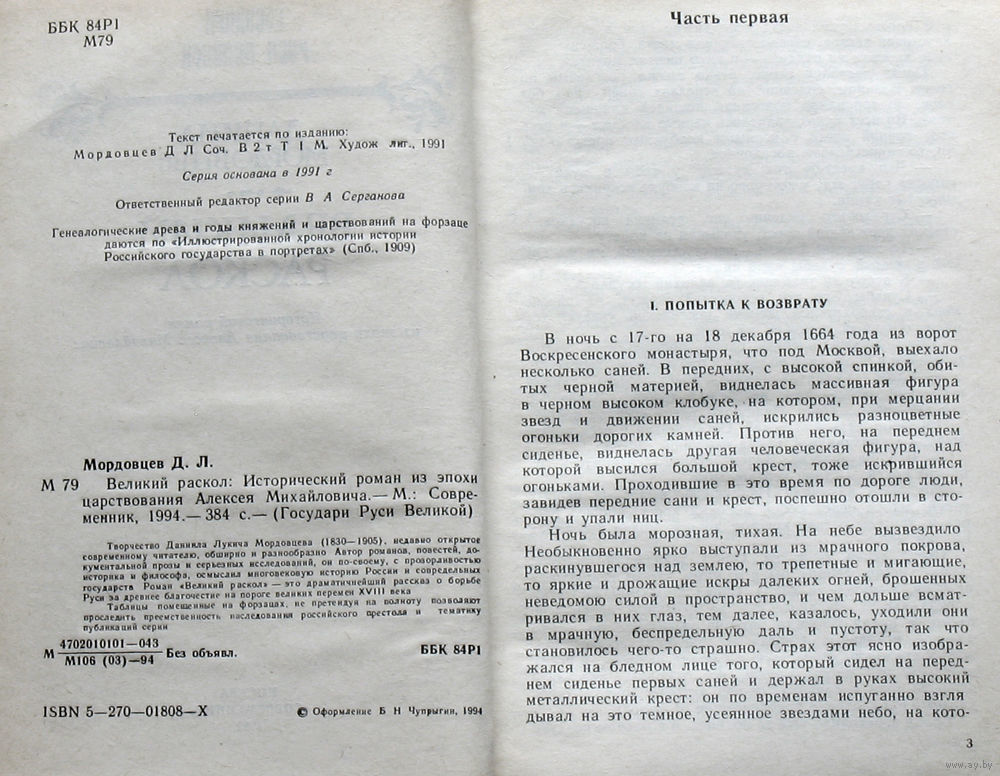 ББК 84Р1
М79
Текст печатается по изданию:
Мордовцев Д Л Соч. В 2 т Т 1 М. Худож лит., 1991
Серия основана в 1991 г
Ответственный редактор серии В А Серганова
Генеалогические древа и годы княжений и царствований на форзаце
даются по «Иллюстрированной хронологии истории
Российского государства в портретах» (Спб., 1909)
Мордовцев Д. Л.
М 79 Великий раскол: Исторический роман из эпохи
царствования Алексея Михайловича.— М.: Совре-
менник, 1994.— 384 с.— (Государи Руси Великой)
Творчество Даниила Лукича Мордовцева (1830—1905), недавно открытое
современному читателю, обширно и разнообразно Автор романов, повестей, до-
кументальной прозы и серьезных исследований, он по-своему, с прозорливостью
историка и философа, осмыслил многовековую историю России и сопредельных
государств Роман «Великий раскол» — это драматичнейший рассказ о борьбе
Руси за древнее благочестие на пороге великих перемен XVIII века
Таблицы помещенные на форзацах, не претендуя на полноту позволяют
проследить преемственность наследования российского престола и тематику
публикаций серии
М 4702010101—043 Без объявл. ББК 84Р1
М106 (03)—94
ISBN 5—270—01808—X © Оформление Б Н Чупрыгин, 1994
Часть первая
I. ПОПЫТКА К ВОЗВРАТУ
В ночь с 17-го на 18 декабря 1664 года из ворот
Воскресенского монастыря, что под Москвой, выехало
несколько саней. В передних, с высокой спинкой, оби-
тых черной материей, виднелась массивная фигура
в черном высоком клобуке, на котором, при мерцании
звезд и движении саней, искрились разноцветные
огоньки дорогих камней. Против него, на переднем
сиденье, виднелась другая человеческая фигура, над
которой высился большой крест, тоже искрившийся
огоньками. Проходившие в это время по дороге люди,
завидев передние сани и крест, поспешно отошли в сто-
рону и упали ниц.
Ночь была морозная, тихая. На небе вызвездило
Необыкновенно ярко выступали из мрачного покрова,
раскинувшегося над землею, то трепетные и мигающие,
то яркие и дрожащие искры далеких огней, брошенных
неведомою силой в пространство, и чем дольше всмат-
ривался в них глаз, тем далее, казалось, уходили они
в мрачную, беспредельную даль и пустоту, так что
становилось чего-то страшно. Страх этот ясно изобра-
жался на бледном лице того, который сидел на перед-
нем сиденье первых саней и держал в руках высокий
металлический крест: он по временам испуганно взгля
дывал на это темное, усеянное звездами небо, на кото-
3
www.ay.by